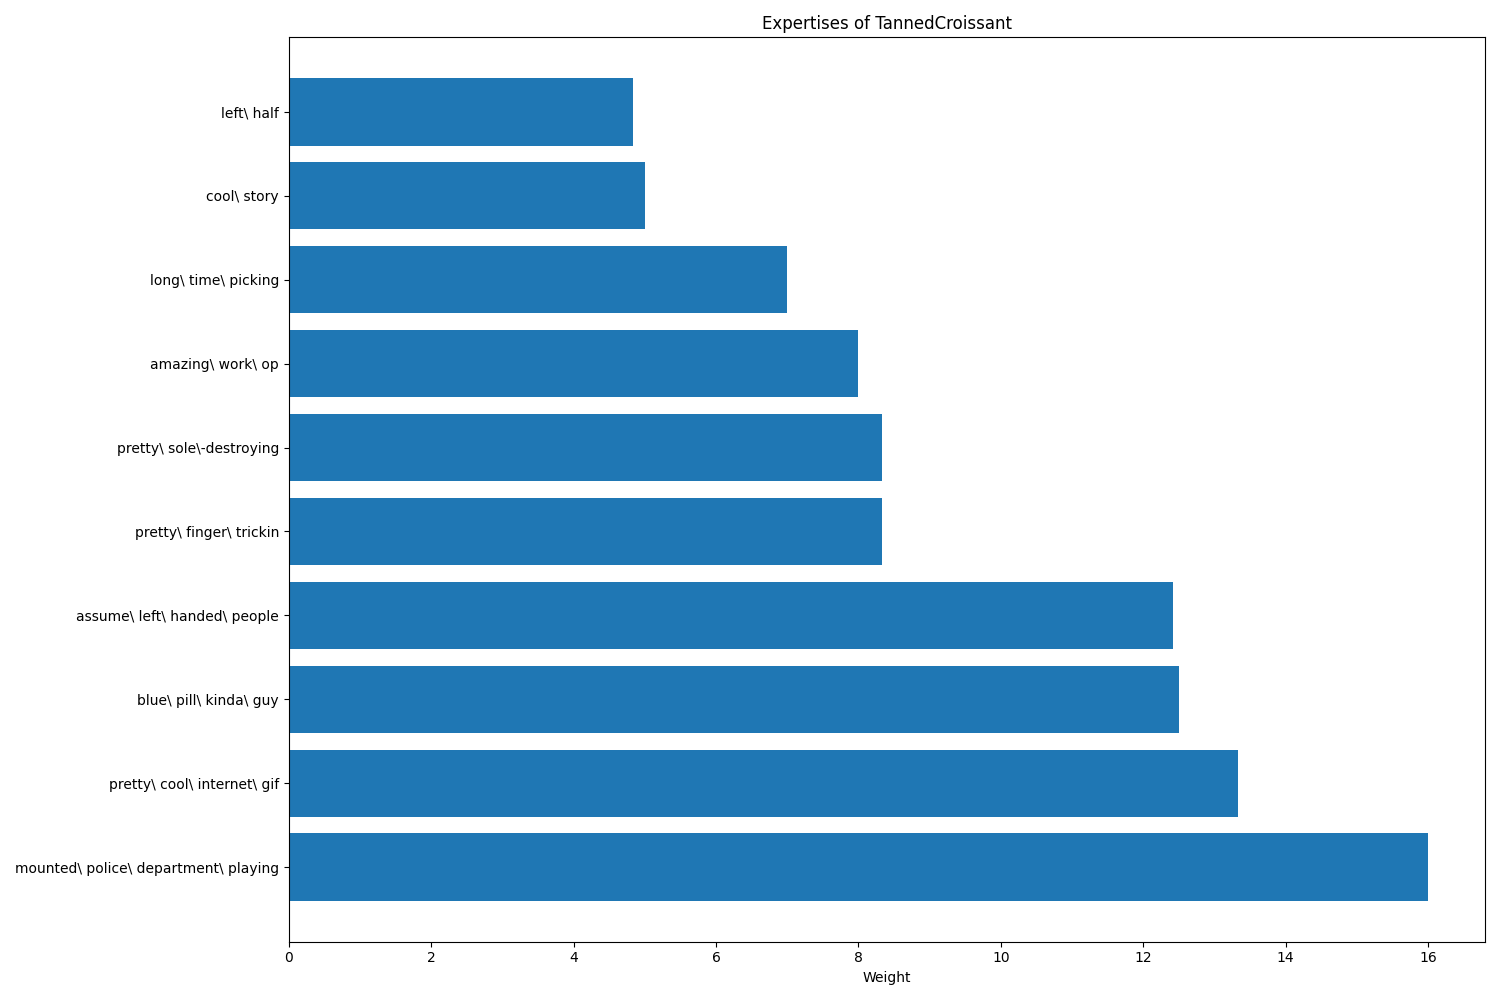 Expertises of TannedCroissant
left\ half
cool\ story
long\ time\ picking
amazing\ work\ op
pretty\ sole\-destroying
pretty\ finger\ trickin
assume\ left\ handed\ people
blue\ pill\ kinda\ guy
pretty\ cool\ internet\ gif
mounted\ police\ department\ playing
0 2 4 6 8 10 12 14 16
Weight